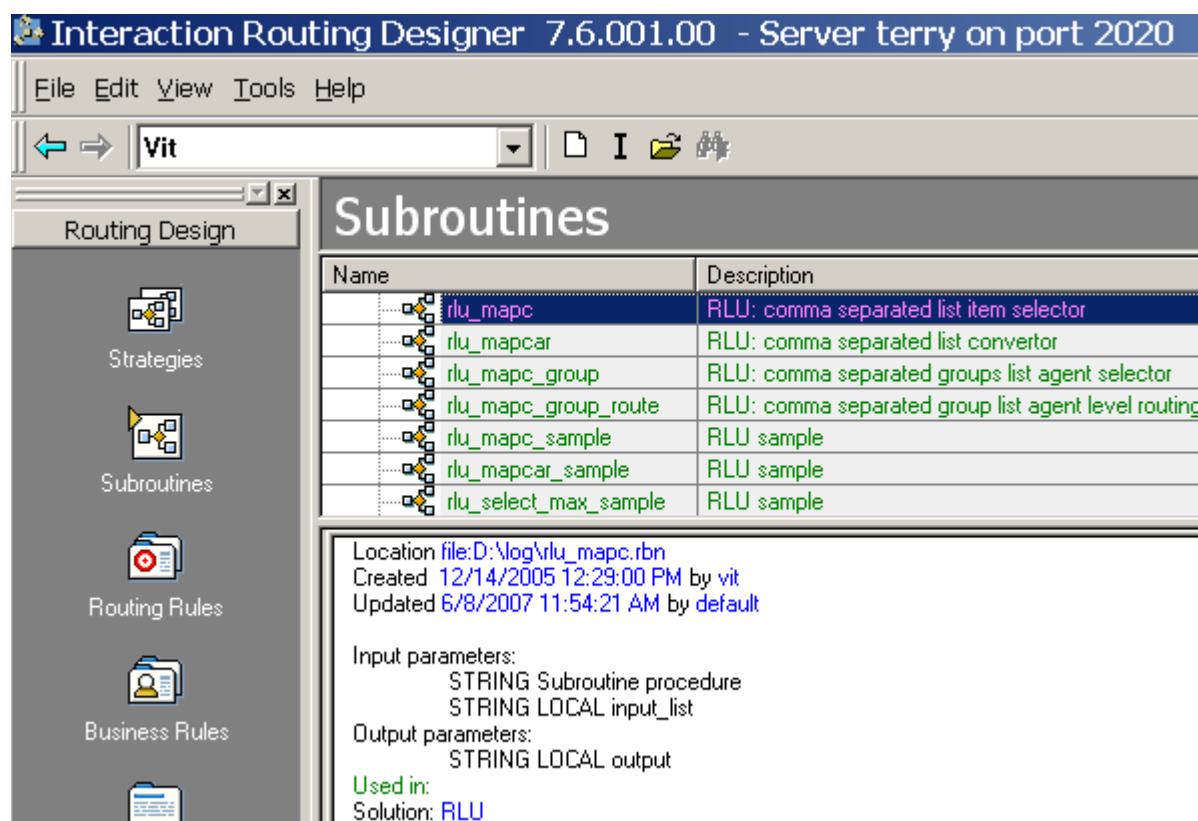 Interaction Routing Designer 7.6.001.00 - Server terry on port 2020
File Edit View Tools Help
Vit
Routing Design
Strategies
Subroutines
Routing Rules
Business Rules
Subroutines
Name Description
rlu_mapc RLU: comma separated list item selector
rlu_mapcar RLU: comma separated list convertor
rlu_mapc_group RLU: comma separated groups list agent selector
rlu_mapc_group_route RLU: comma separated group list agent level routing
rlu_mapc_sample RLU sample
rlu_mapcar_sample RLU sample
rlu_select_max_sample RLU sample
Location file:D:\log\rlu_mapc.rbn
Created 12/14/2005 12:29:00 PM by vit
Updated 6/8/2007 11:54:21 AM by default
Input parameters:
STRING Subroutine procedure
STRING LOCAL input_list
Output parameters:
STRING LOCAL output
Used in:
Solution: RLU